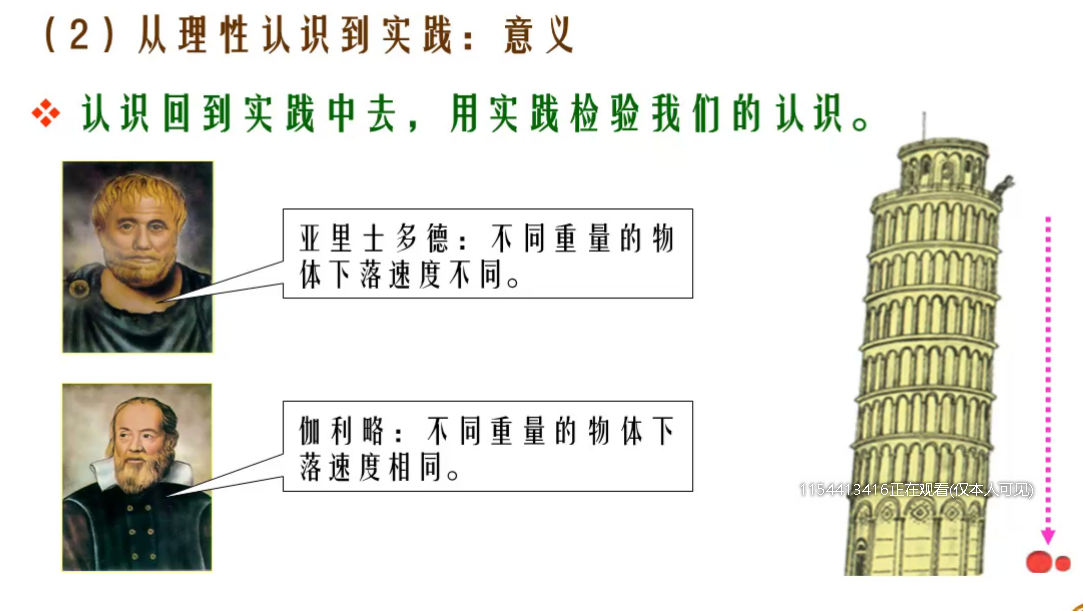 （2）从理性认识到实践：意义
认识回到实践中去，用实践检验我们的认识。
亚里士多德：不同重量的物
体下落速度不同。
伽利略：不同重量的物体下
落速度相同。
1154413416正在观看(仅本人可见)